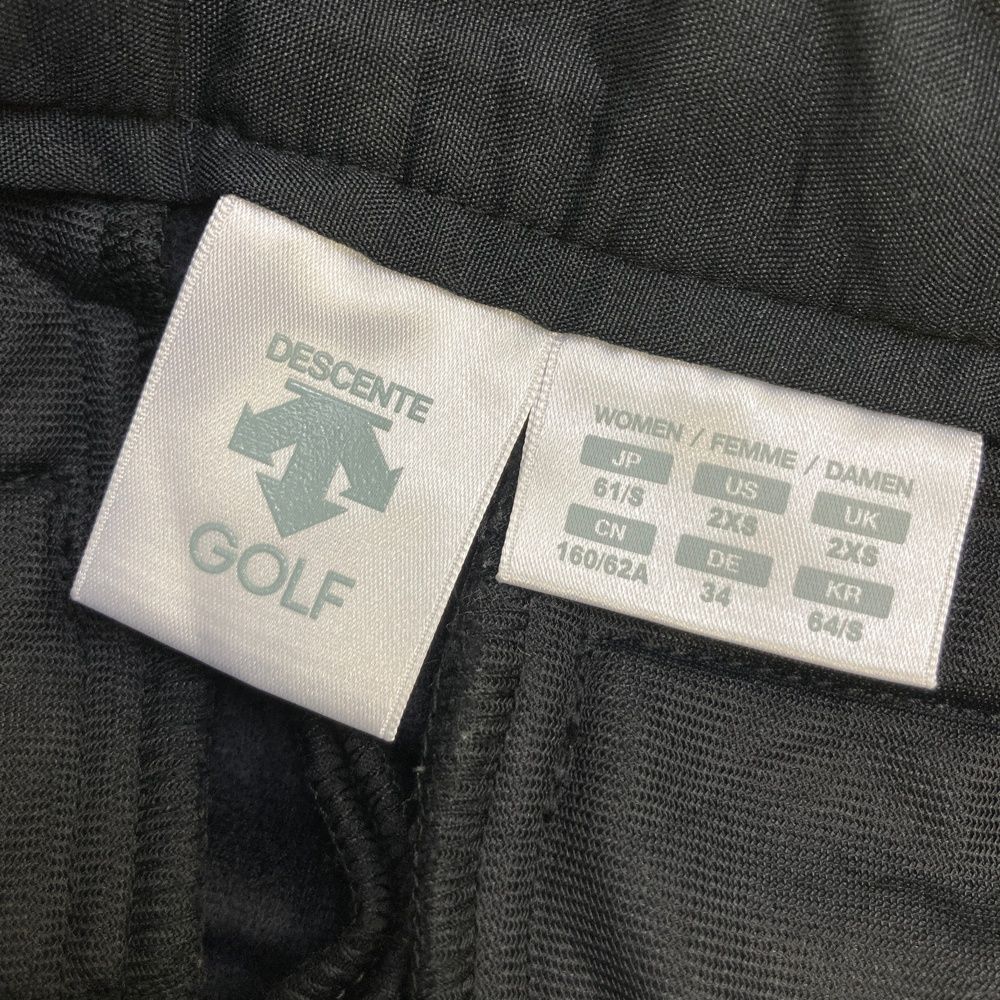 DESCENTE
GOLF
WOMEN / FEMME / DAMEN
JP US UK
61/S 2XS 2XS
CN DE KR
160/62A 34 64/S